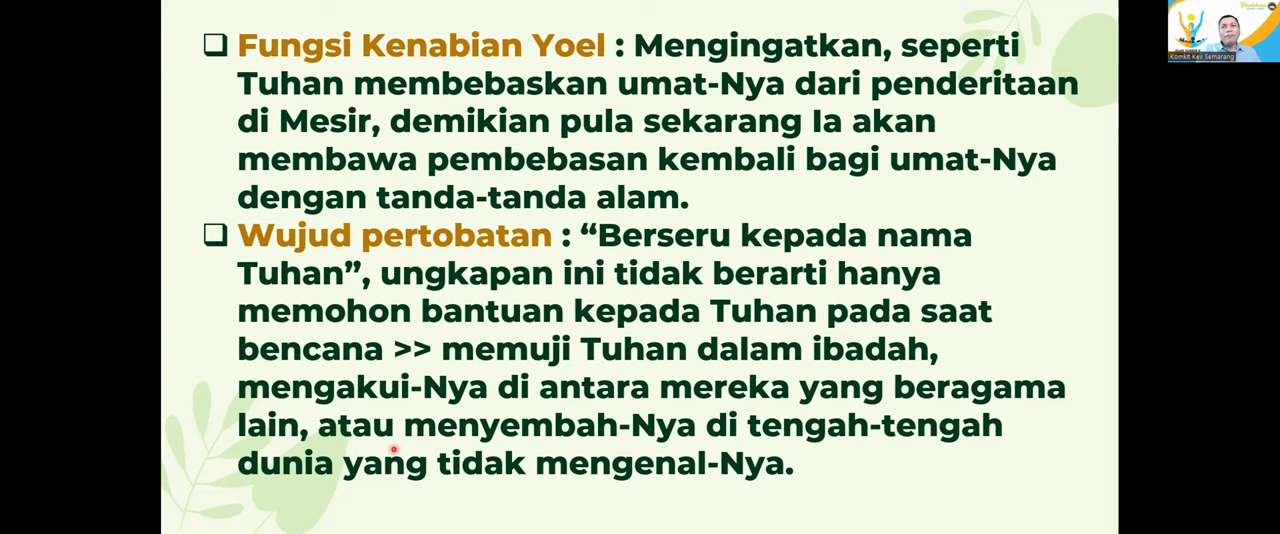 Fungsi Kenabian Yoel : Mengingatkan, seperti
Tuhan membebaskan umat-Nya dari penderitaan
di Mesir, demikian pula sekarang Ia akan
membawa pembebasan kembali bagi umat-Nya
dengan tanda-tanda alam.
Wujud pertobatan : “Berseru kepada nama
Tuhan”, ungkapan ini tidak berarti hanya
memohon bantuan kepada Tuhan pada saat
bencana >> memuji Tuhan dalam ibadah,
mengakui-Nya di antara mereka yang beragama
lain, atau menyembah-Nya di tengah-tengah
dunia yang tidak mengenal-Nya.
Komkit Kell Semarang